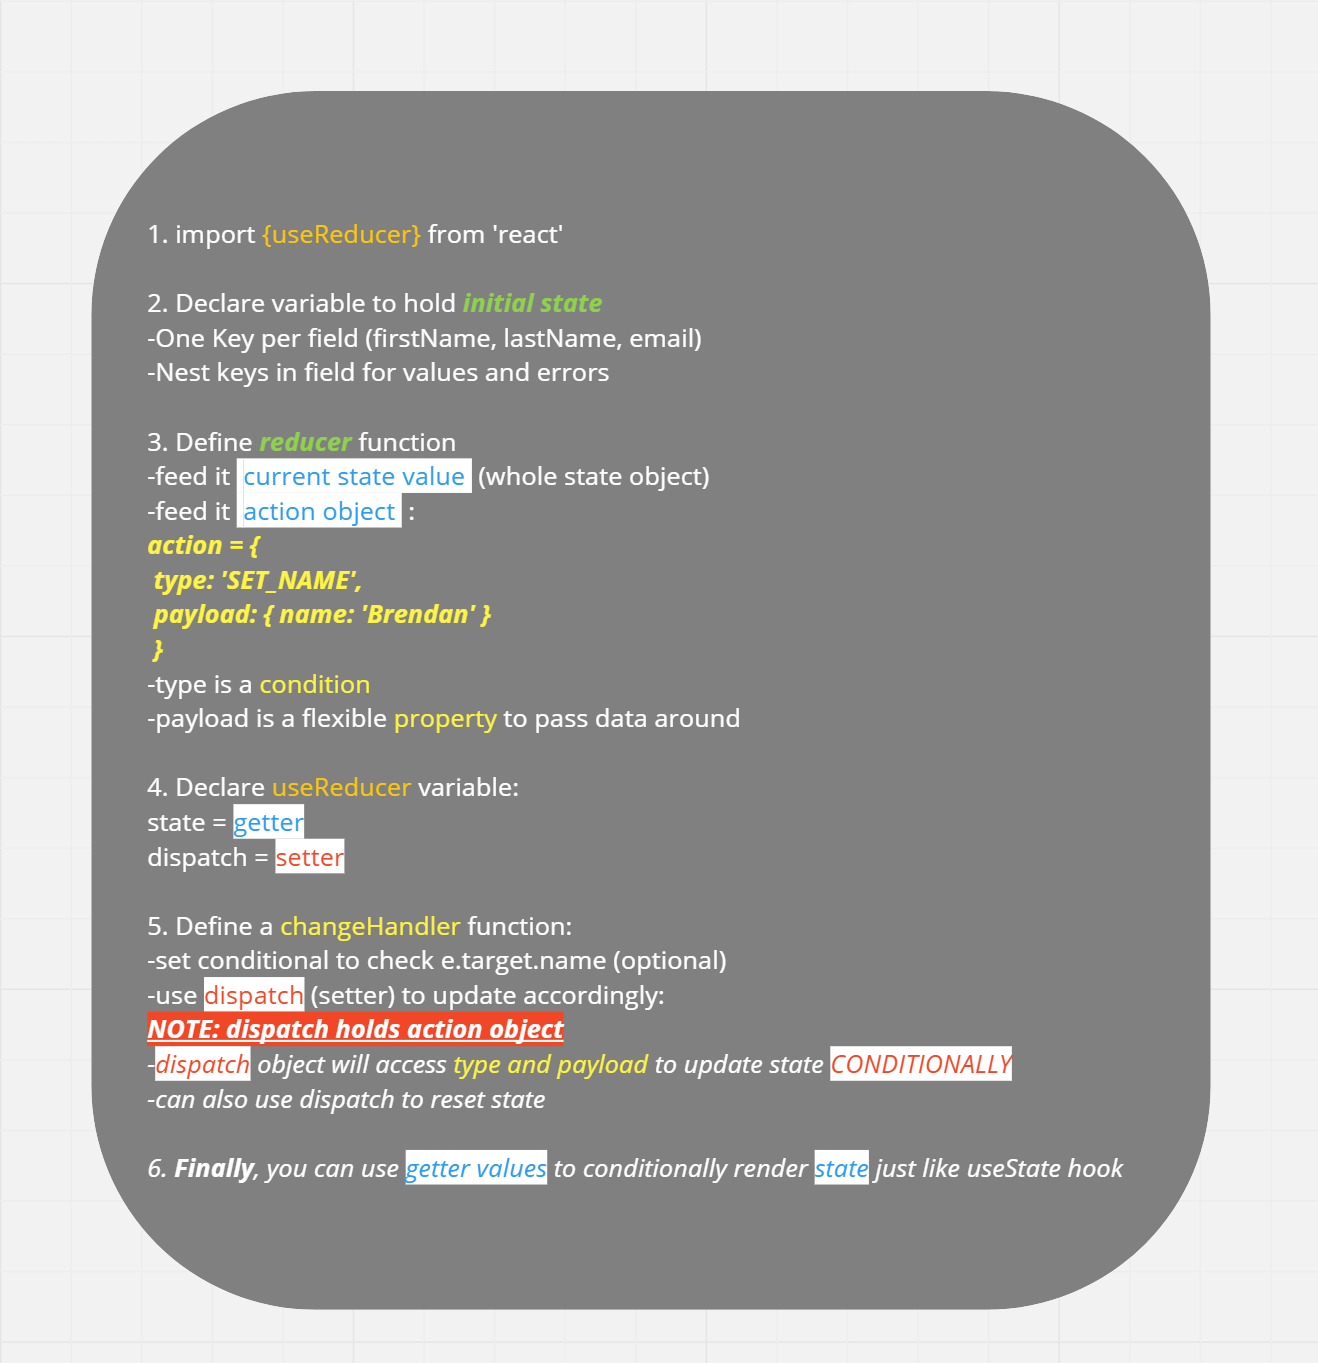 1. import {useReducer} from 'react'
2. Declare variable to hold initial state
-One Key per field (firstName, lastName, email)
-Nest keys in field for values and errors
3. Define reducer function
-feed it current state value (whole state object)
-feed it action object :
action = {
type: 'SET_NAME',
payload: { name: 'Brendan' }
}
-type is a condition
-payload is a flexible property to pass data around
4. Declare useReducer variable:
state = getter
dispatch = setter
5. Define a changeHandler function:
-set conditional to check e.target.name (optional)
-use dispatch (setter) to update accordingly:
NOTE: dispatch holds action object
-dispatch object will access type and payload to update state CONDITIONALLY
-can also use dispatch to reset state
6. Finally, you can use getter values to conditionally render state just like useState hook